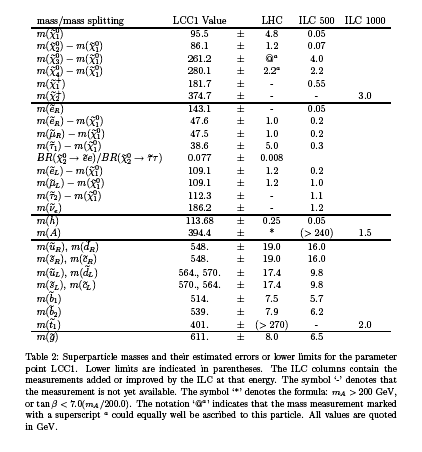 mass/mass splitting LCC1 Value LHC ILC 500 ILC 1000
m(χ̃⁰₁) 95.5 ± 4.8 0.05
m(χ̃⁰₂) − m(χ̃⁰₁) 86.1 ± 1.2 0.07
m(χ̃⁰₃) − m(χ̃⁰₁) 261.2 ± @ᵃ 4.0
m(χ̃⁰₄) − m(χ̃⁰₁) 280.1 ± 2.2ᵃ 2.2
m(χ̃⁺₁) 181.7 ± - 0.55
m(χ̃⁺₂) 374.7 ± - - 3.0
m(ẽ_R) 143.1 ± - 0.05
m(ẽ_R) − m(χ̃⁰₁) 47.6 ± 1.0 0.2
m(μ̃_R) − m(χ̃⁰₁) 47.5 ± 1.0 0.2
m(τ̃₁) − m(χ̃⁰₁) 38.6 ± 5.0 0.3
BR(χ̃⁰₂ → ẽe)/BR(χ̃⁰₂ → τ̃τ) 0.077 ± 0.008
m(ẽ_L) − m(χ̃⁰₁) 109.1 ± 1.2 0.2
m(μ̃_L) − m(χ̃⁰₁) 109.1 ± 1.2 1.0
m(τ̃₂) − m(χ̃⁰₁) 112.3 ± - 1.1
m(ν̃ₑ) 186.2 ± - 1.2
m(h) 113.68 ± 0.25 0.05
m(A) 394.4 ± * (> 240) 1.5
m(ũ_R), m(d̃_R) 548. ± 19.0 16.0
m(s̃_R), m(c̃_R) 548. ± 19.0 16.0
m(ũ_L), m(d̃_L) 564., 570. ± 17.4 9.8
m(s̃_L), m(c̃_L) 570., 564. ± 17.4 9.8
m(b̃₁) 514. ± 7.5 5.7
m(b̃₂) 539. ± 7.9 6.2
m(t̃₁) 401. ± (> 270) - 2.0
m(g̃) 611. ± 8.0 6.5
Table 2: Superparticle masses and their estimated errors or lower limits for the parameter
point LCC1. Lower limits are indicated in parentheses. The ILC columns contain the
measurements added or improved by the ILC at that energy. The symbol '-' denotes that
the measurement is not yet available. The symbol '*' denotes the formula: m_A > 200 GeV,
or tan β < 7.0(m_A/200.0). The notation '@ᵃ' indicates that the mass measurement marked
with a superscript ᵃ could equally well be ascribed to this particle. All values are quoted
in GeV.